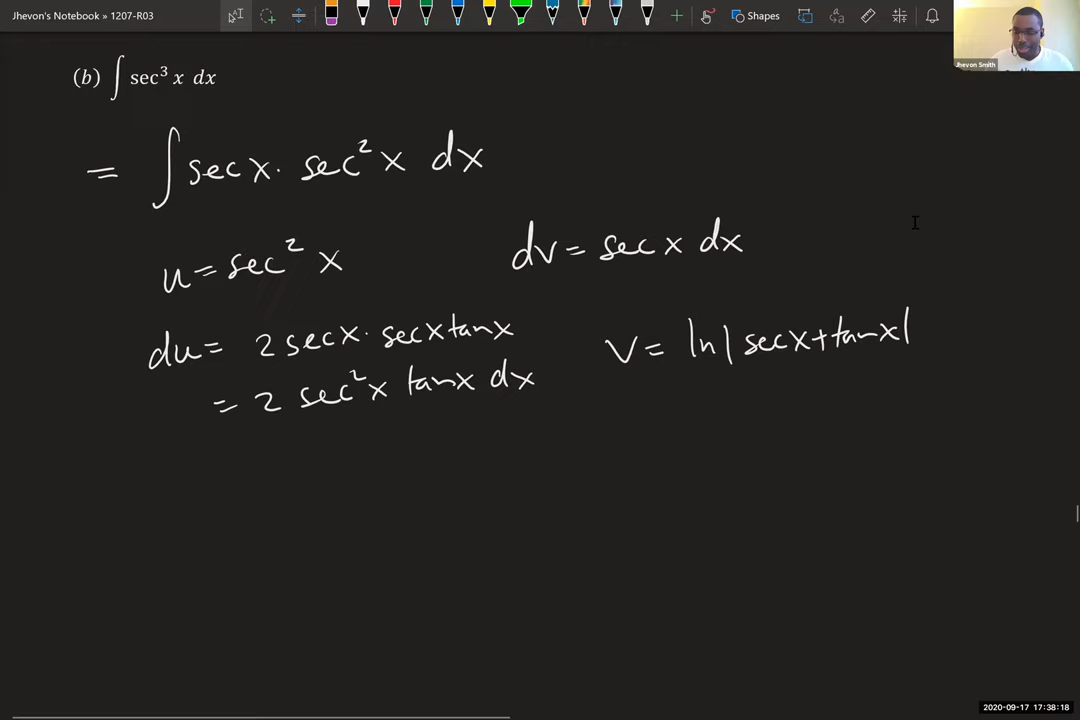 Jhevon's Notebook » 1207-R03
Shapes
Jhevon Smith
(b) ∫ sec³ x dx
= ∫ sec x · sec² x dx
u = sec² x
dv = sec x dx
du = 2 sec x · sec x tan x
v = ln | sec x + tan x |
= 2 sec² x tan x dx
2020-09-17 17:38:18